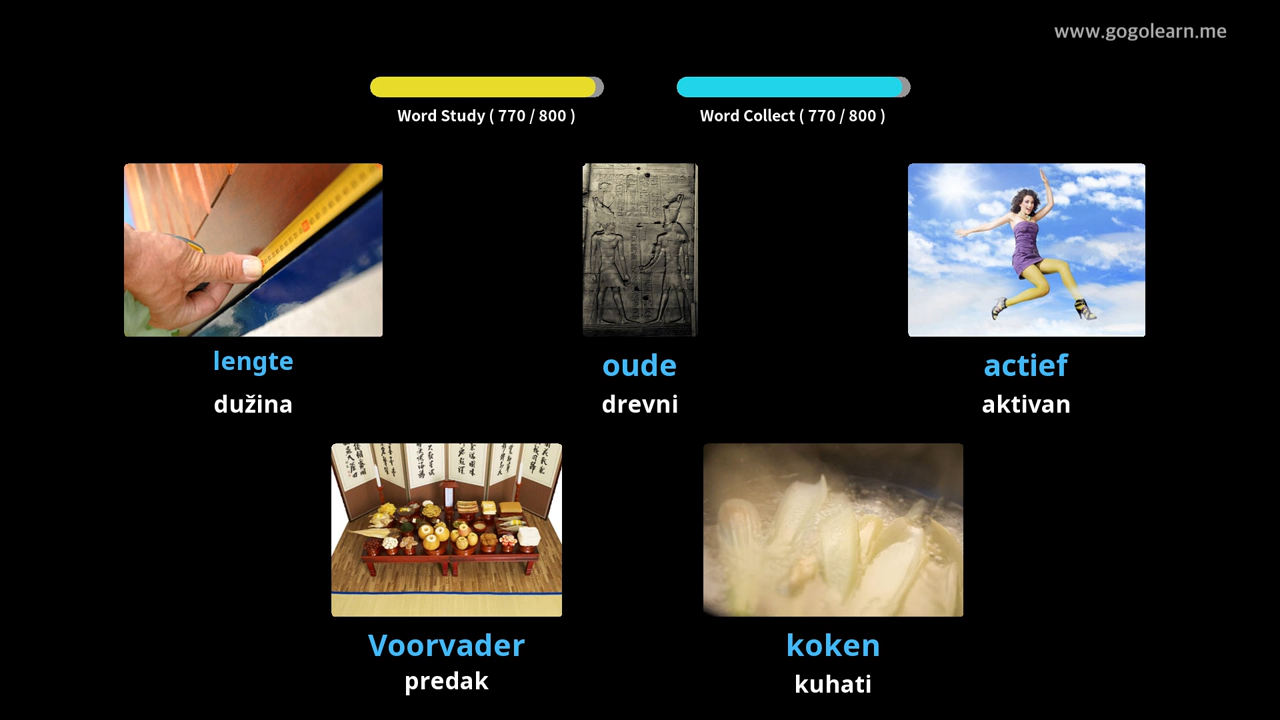 www.gogolearn.me
Word Study ( 770 / 800 )
Word Collect ( 770 / 800 )
lengte
dužina
oude
drevni
actief
aktivan
Voorvader
predak
koken
kuhati